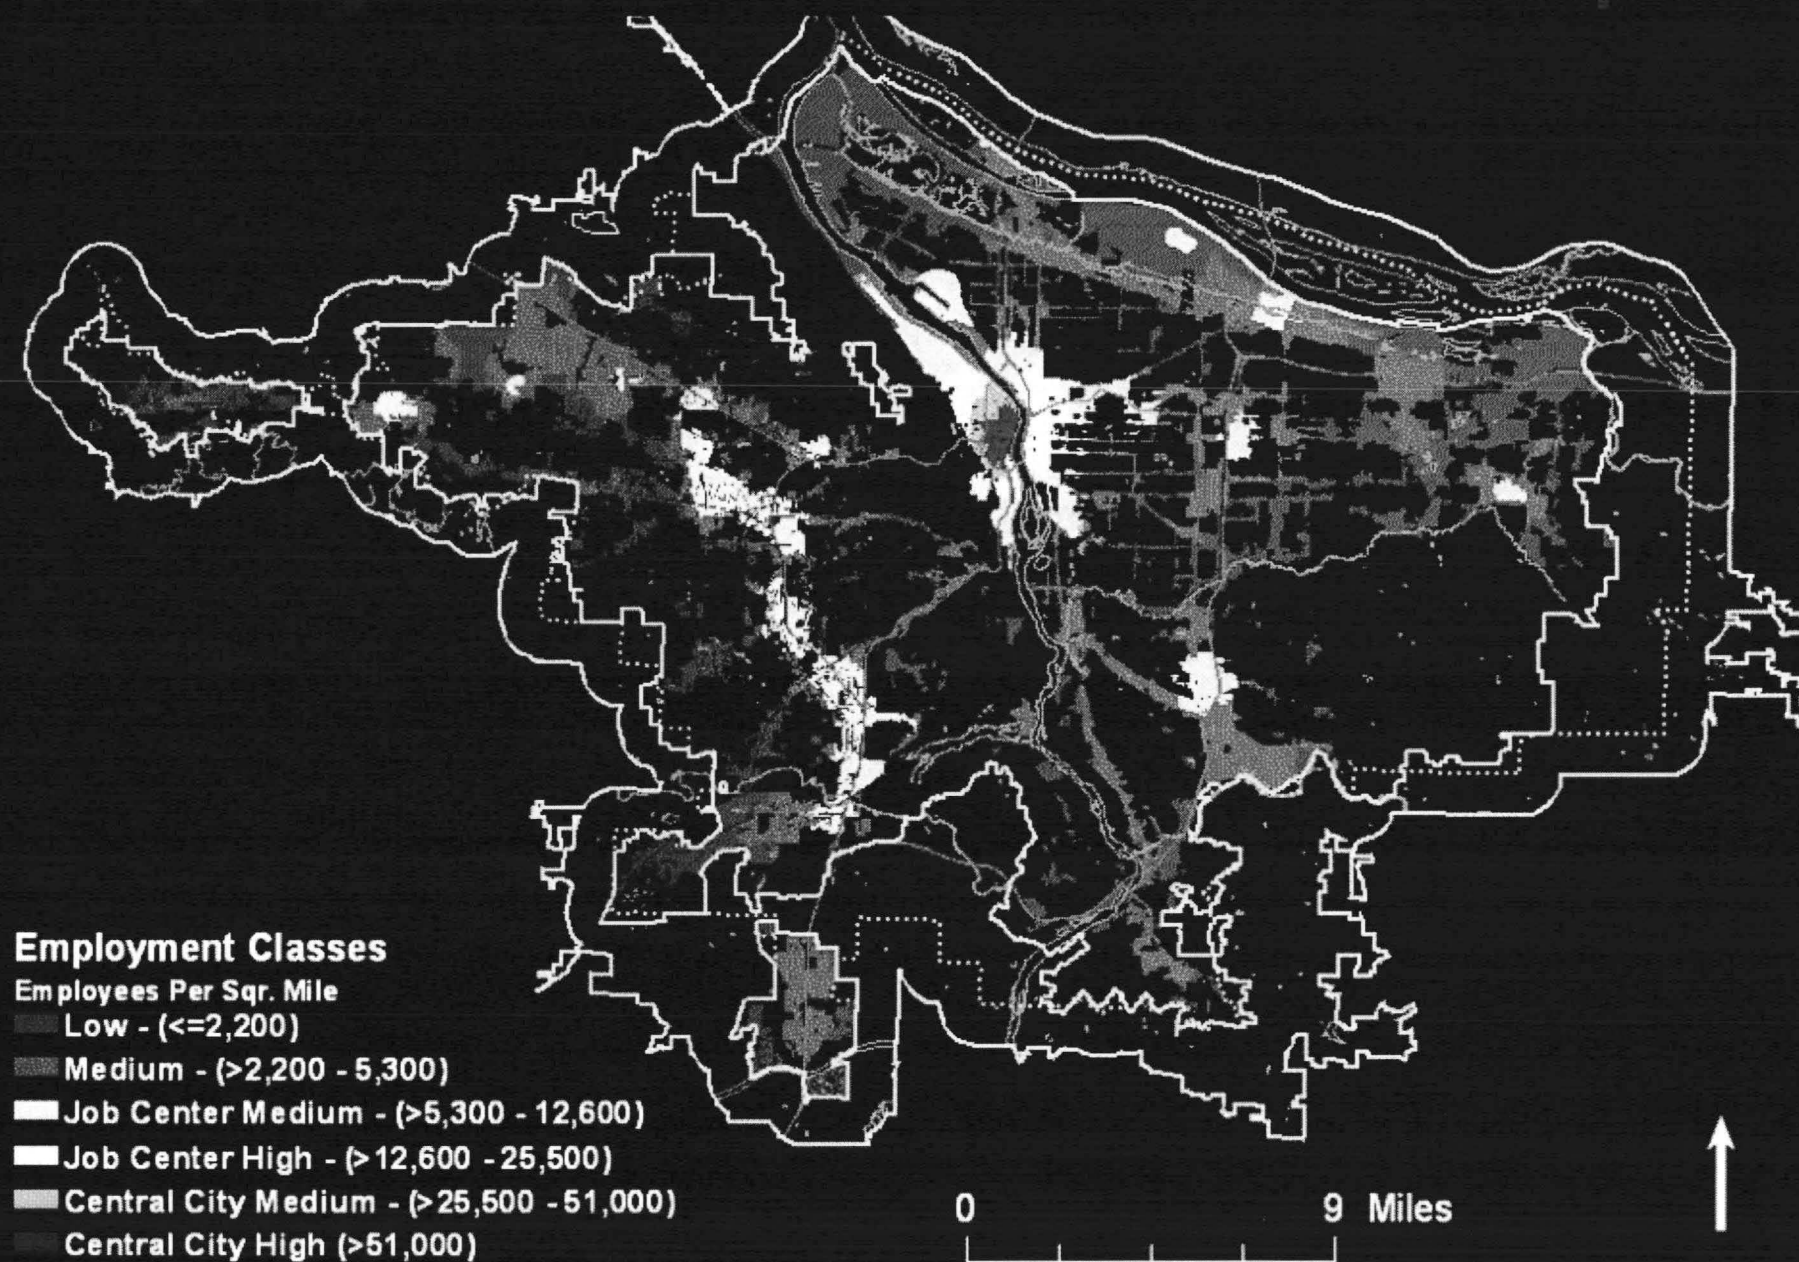 Employment Classes
Employees Per Sqr. Mile
Low - (<=2,200)
Medium - (>2,200 - 5,300)
Job Center Medium - (>5,300 - 12,600)
Job Center High - (>12,600 - 25,500)
Central City Medium - (>25,500 - 51,000)
Central City High (>51,000)
0 9 Miles